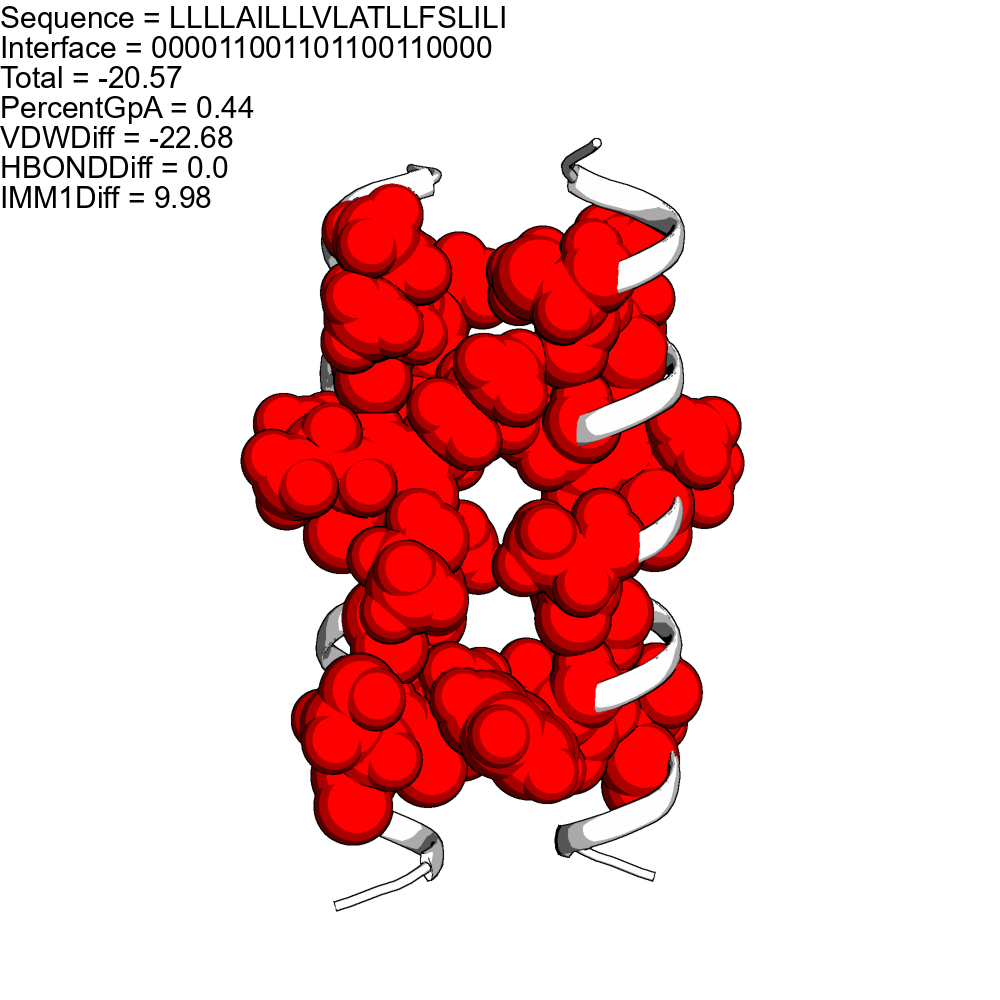 Sequence = LLLLAILLLVLATLLFSLILI
Interface = 000011001101100110000
Total = -20.57
PercentGpA = 0.44
VDWDiff = -22.68
HBONDDiff = 0.0
IMM1Diff = 9.98